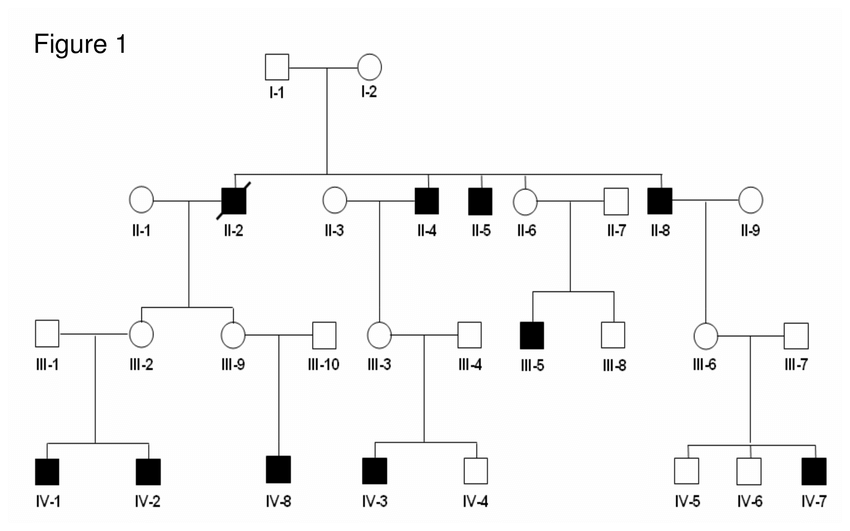 Figure 1
I-1 I-2
II-1 II-2 II-3 II-4 II-5 II-6 II-7 II-8 II-9
III-1 III-2 III-9 III-10 III-3 III-4 III-5 III-8 III-6 III-7
IV-1 IV-2 IV-8 IV-3 IV-4 IV-5 IV-6 IV-7